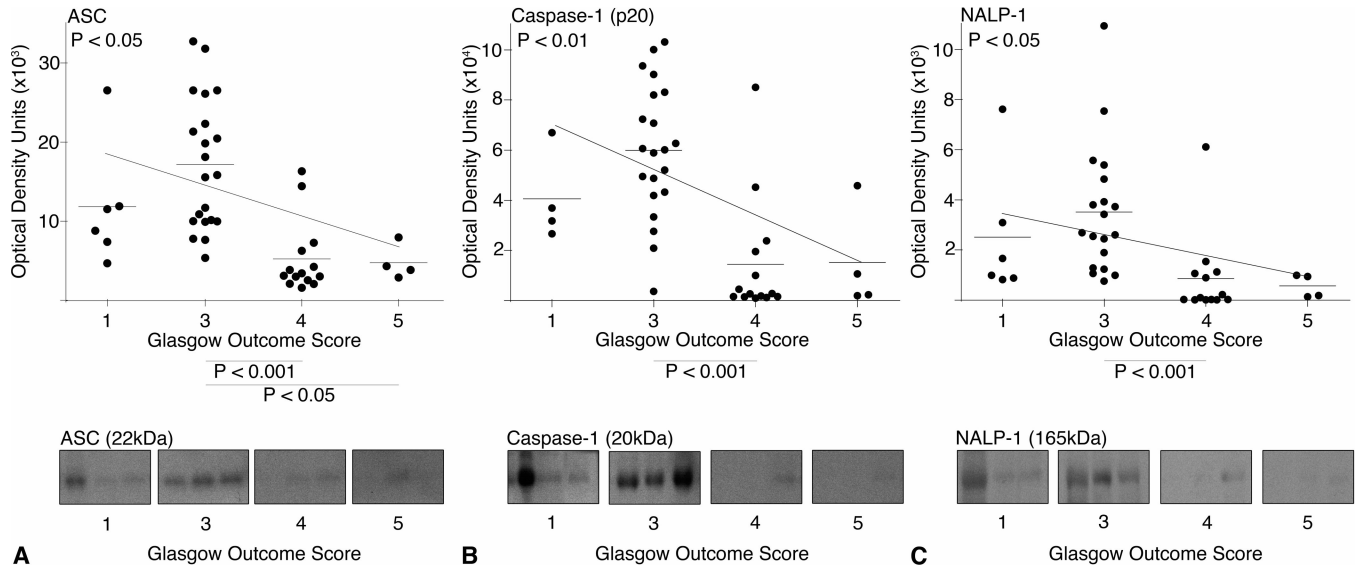 ASC
P < 0.05
Optical Density Units (x10³)
30
20
10
1 3 4 5
Glasgow Outcome Score
P < 0.001
P < 0.05
ASC (22kDa)
1 3 4 5
A Glasgow Outcome Score
Caspase-1 (p20)
P < 0.01
Optical Density Units (x10⁴)
10
8
6
4
2
1 3 4 5
Glasgow Outcome Score
P < 0.001
Caspase-1 (20kDa)
1 3 4 5
B Glasgow Outcome Score
NALP-1
P < 0.05
Optical Density Units (x10³)
10
8
6
4
2
1 3 4 5
Glasgow Outcome Score
P < 0.001
NALP-1 (165kDa)
1 3 4 5
C Glasgow Outcome Score